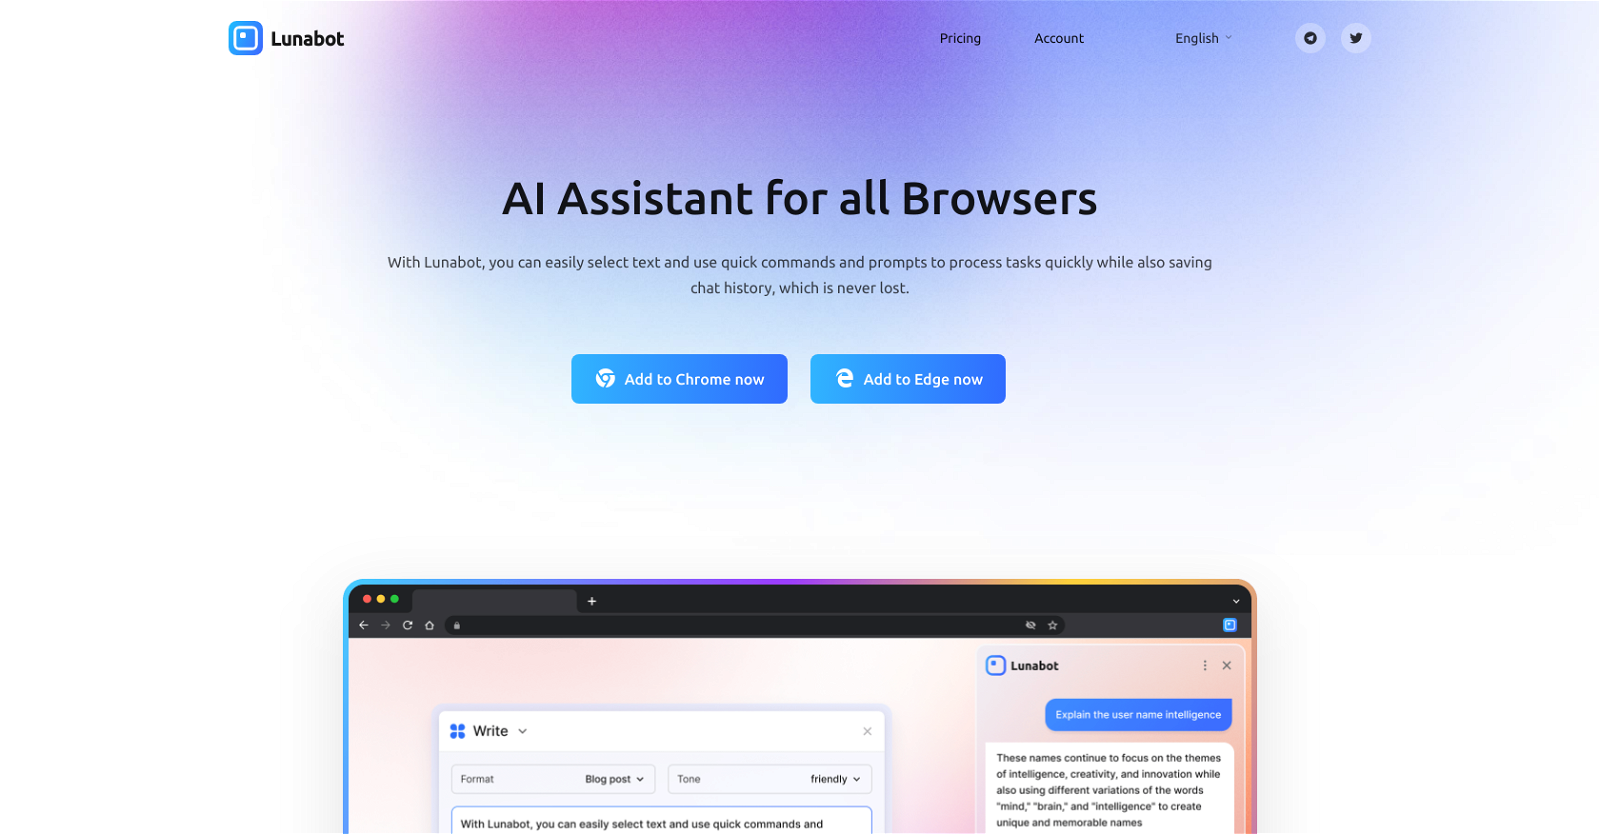 Lunabot
Pricing
Account
English
AI Assistant for all Browsers
With Lunabot, you can easily select text and use quick commands and prompts to process tasks quickly while also saving
chat history, which is never lost.
Add to Chrome now
Add to Edge now
Lunabot
Explain the user name intelligence
These names continue to focus on the themes
of intelligence, creativity, and innovation while
also using different variations of the words
"mind," "brain," and "intelligence" to create
unique and memorable names
Write
Format
Blog post
Tone
friendly
With Lunabot, you can easily select text and use quick commands and